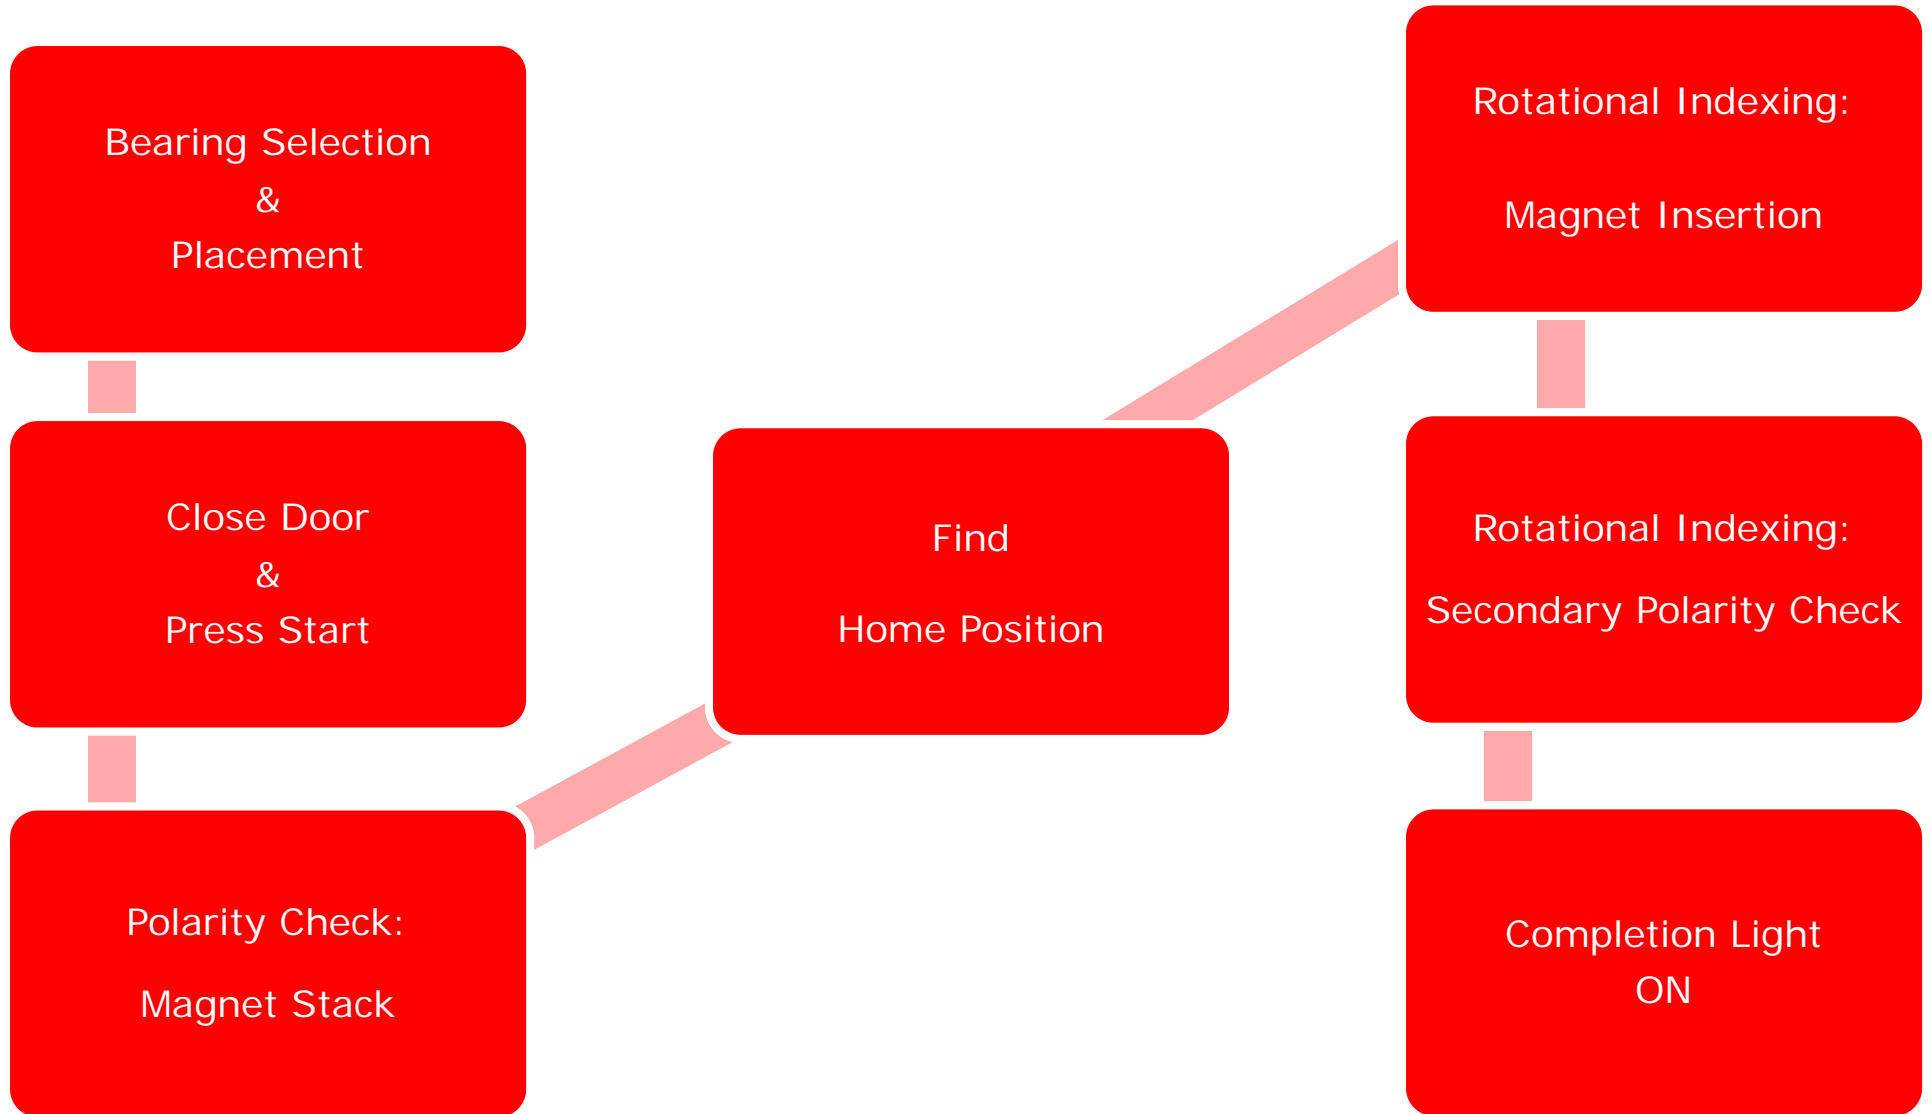 Bearing Selection
&
Placement
Close Door
&
Press Start
Polarity Check:
Magnet Stack
Find
Home Position
Rotational Indexing:
Magnet Insertion
Rotational Indexing:
Secondary Polarity Check
Completion Light
ON